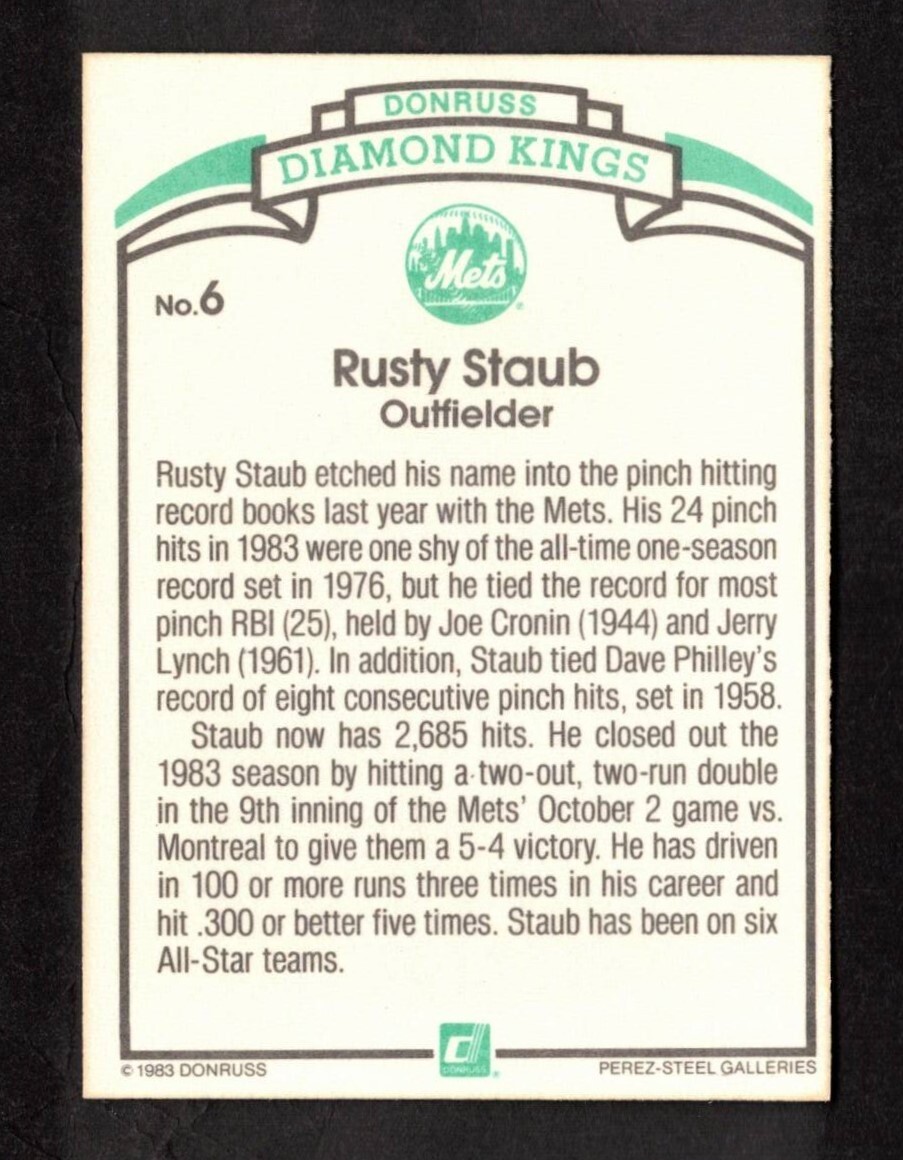 DONRUSS
DIAMOND KINGS
Mets
No.6
Rusty Staub
Outfielder
Rusty Staub etched his name into the pinch hitting
record books last year with the Mets. His 24 pinch
hits in 1983 were one shy of the all-time one-season
record set in 1976, but he tied the record for most
pinch RBI (25), held by Joe Cronin (1944) and Jerry
Lynch (1961). In addition, Staub tied Dave Philley's
record of eight consecutive pinch hits, set in 1958.
Staub now has 2,685 hits. He closed out the
1983 season by hitting a two-out, two-run double
in the 9th inning of the Mets' October 2 game vs.
Montreal to give them a 5-4 victory. He has driven
in 100 or more runs three times in his career and
hit .300 or better five times. Staub has been on six
All-Star teams.
d
DONRUSS
®
© 1983 DONRUSS
PEREZ-STEEL GALLERIES